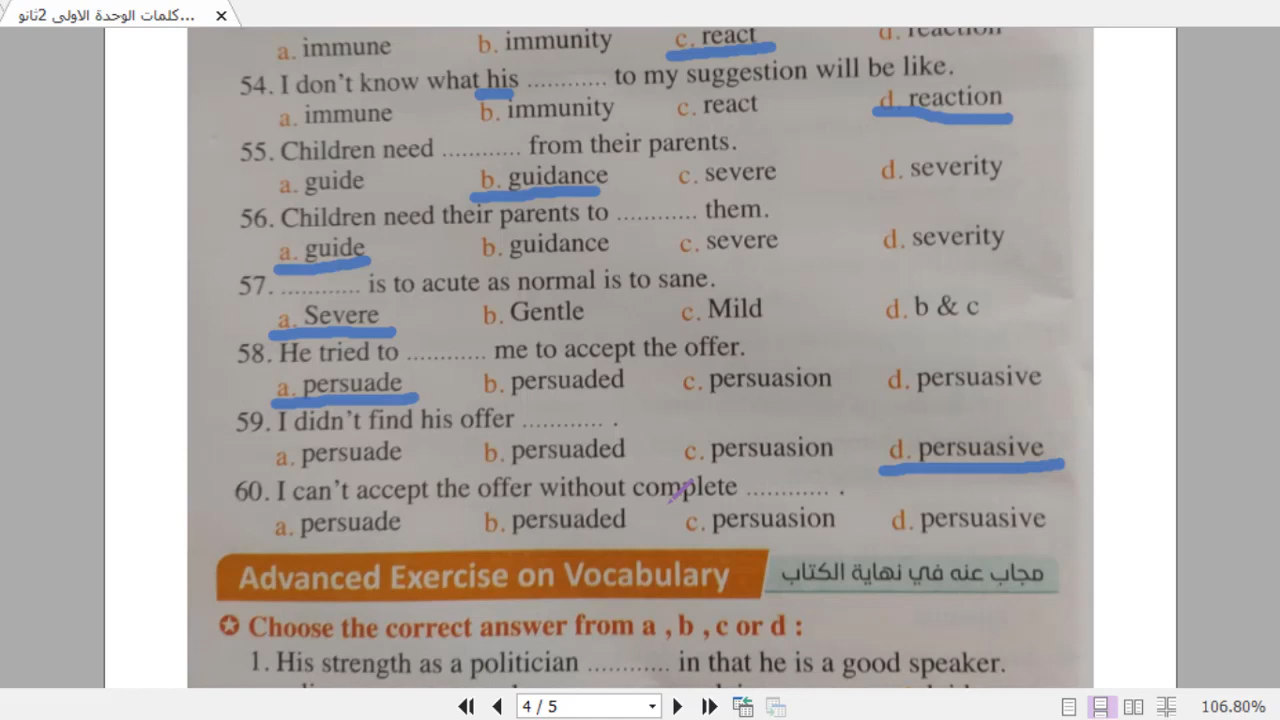 كلمات الوحدة الاولى 2ثانو...
a. immune b. immunity c. react d. reaction
54. I don't know what his ............ to my suggestion will be like.
a. immune b. immunity c. react d. reaction
55. Children need ............ from their parents.
a. guide b. guidance c. severe d. severity
56. Children need their parents to ............ them.
a. guide b. guidance c. severe d. severity
57. ............ is to acute as normal is to sane.
a. Severe b. Gentle c. Mild d. b & c
58. He tried to ............ me to accept the offer.
a. persuade b. persuaded c. persuasion d. persuasive
59. I didn't find his offer ............ .
a. persuade b. persuaded c. persuasion d. persuasive
60. I can't accept the offer without complete ............ .
a. persuade b. persuaded c. persuasion d. persuasive
Advanced Exercise on Vocabulary مجاب عنه في نهاية الكتاب
Choose the correct answer from a , b , c or d :
1. His strength as a politician ............ in that he is a good speaker.
4 / 5 106.80%